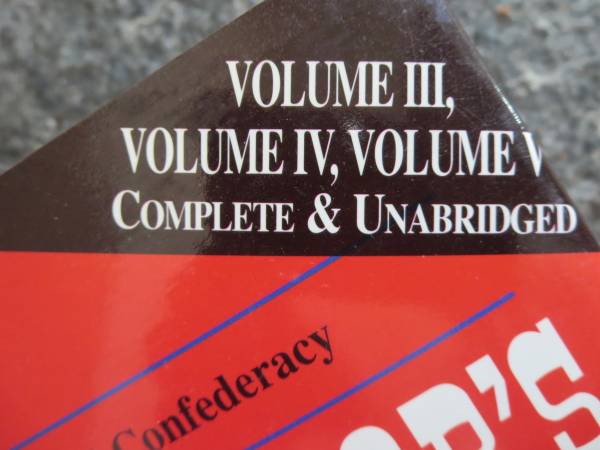 VOLUME III,
VOLUME IV, VOLUME V
COMPLETE & UNABRIDGED
Confederacy